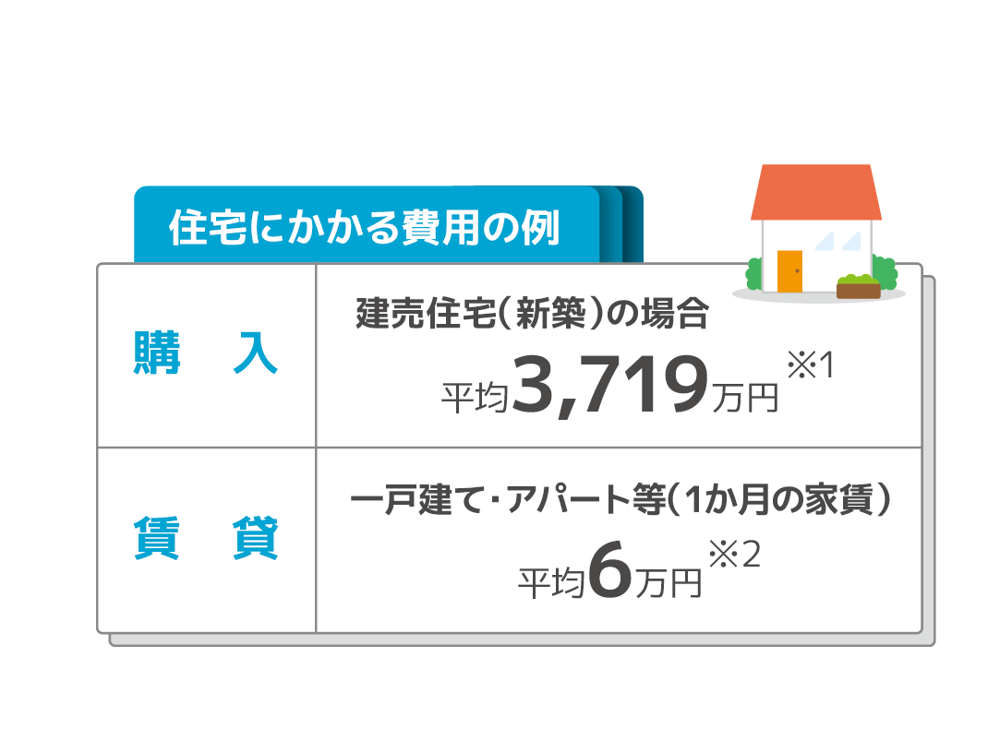 住宅にかかる費用の例
購入
建売住宅(新築)の場合
平均3,719万円※1
賃貸
一戸建て・アパート等(1か月の家賃)
平均6万円※2